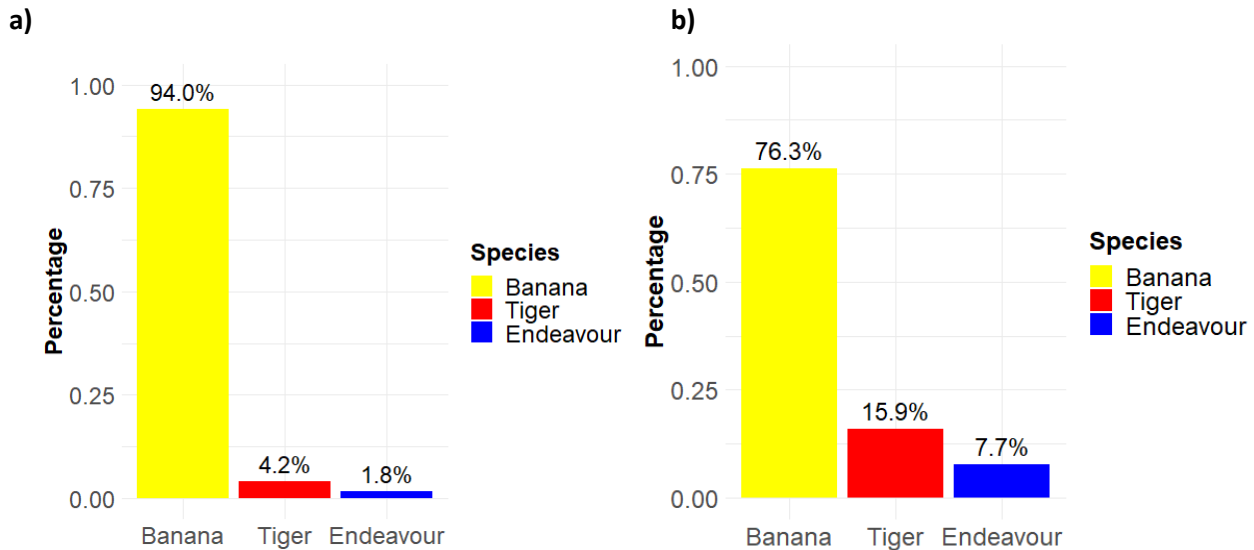 a)
1.00
0.75
0.50
0.25
0.00
Percentage
94.0%
4.2%
1.8%
Banana Tiger Endeavour
Species
Banana
Tiger
Endeavour
b)
1.00
0.75
0.50
0.25
0.00
Percentage
76.3%
15.9%
7.7%
Banana Tiger Endeavour
Species
Banana
Tiger
Endeavour